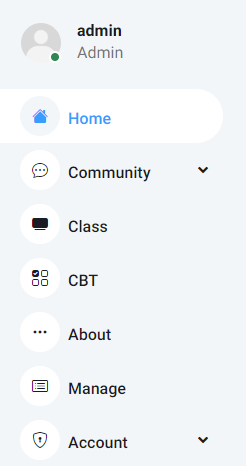 admin
Admin
Home
Community
Class
CBT
About
Manage
Account